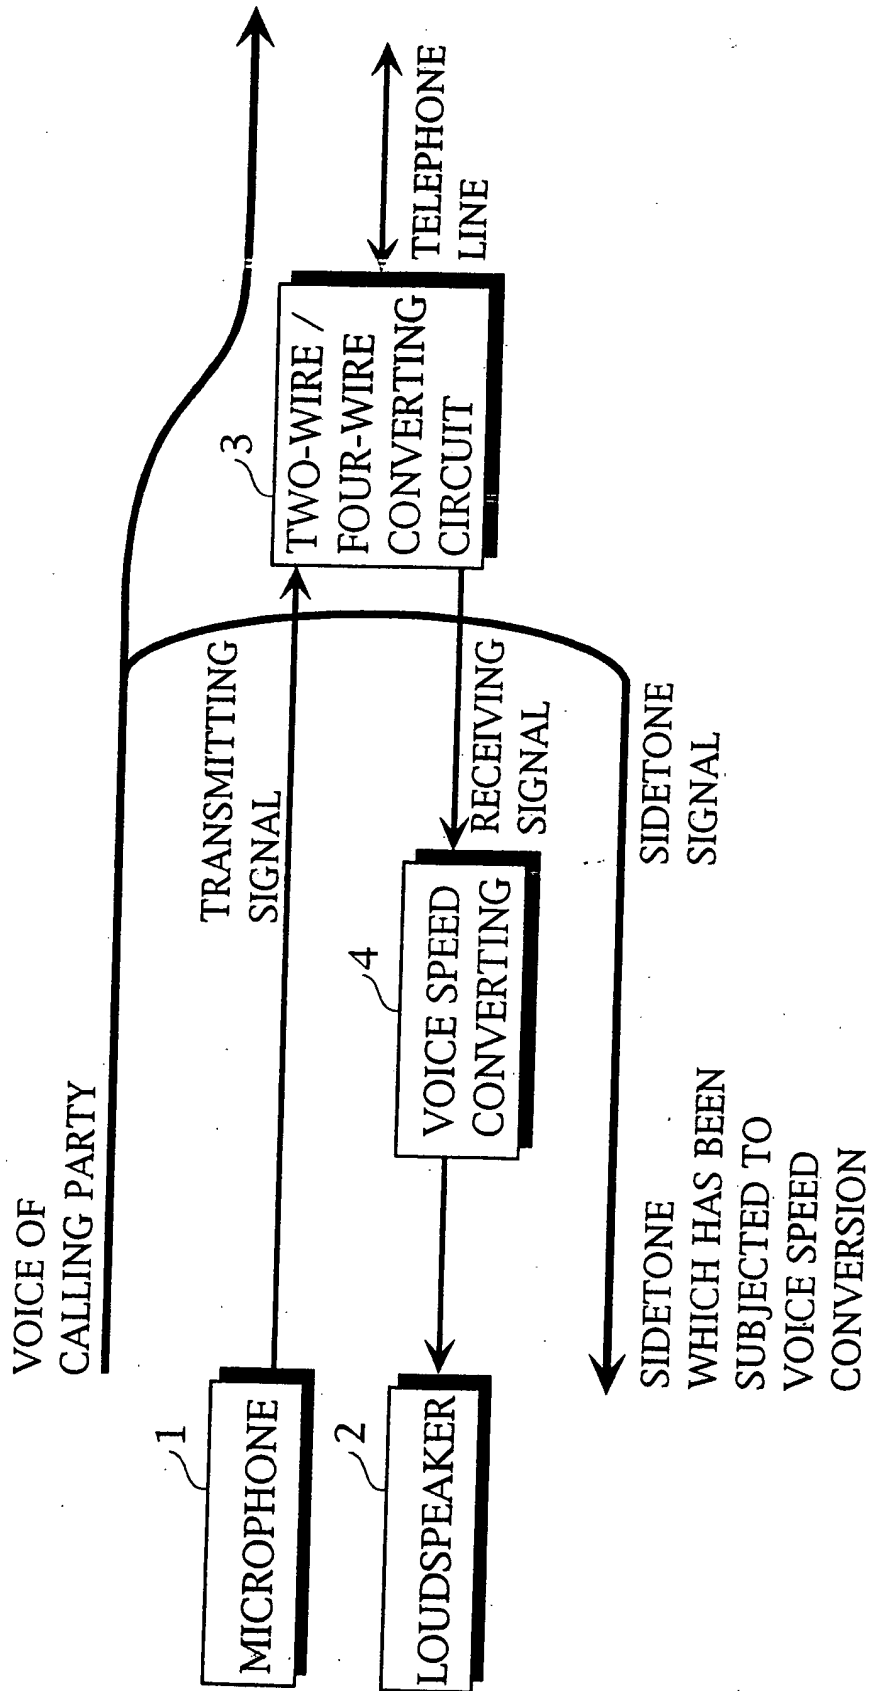 VOICE OF
CALLING PARTY
1
MICROPHONE
TRANSMITTING
SIGNAL
3
TWO-WIRE /
FOUR-WIRE
CONVERTING
CIRCUIT
TELEPHONE
LINE
2
LOUDSPEAKER
4
VOICE SPEED
CONVERTING
RECEIVING
SIGNAL
SIDETONE
WHICH HAS BEEN
SUBJECTED TO
VOICE SPEED
CONVERSION
SIDETONE
SIGNAL